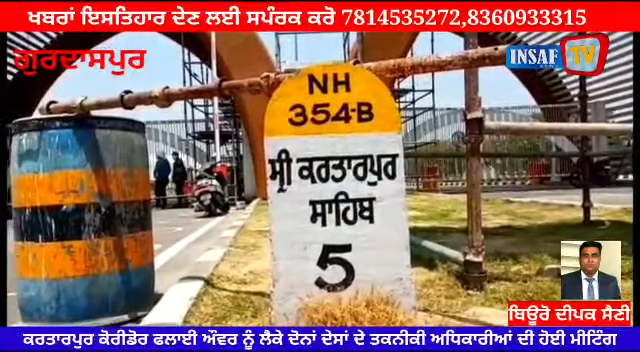 ਖਬਰਾਂ ਇਸਤਿਹਾਰ ਦੇਣ ਲਈ ਸਪੰਰਕ ਕਰੋ 7814535272,8360933315
ਗੁਰਦਾਸਪੁਰ
INSAF TV
NH
354-B
ਸ੍ਰੀ ਕਰਤਾਰਪੁਰ
ਸਾਹਿਬ
5
ਬਿਊਰੋ ਦੀਪਕ ਸੈਣੀ
ਕਰਤਾਰਪੁਰ ਕੋਰੀਡੋਰ ਫਲਾਈ ਔਵਰ ਨੂੰ ਲੈਕੇ ਦੋਨਾਂ ਦੇਸਾਂ ਦੇ ਤਕਨੀਕੀ ਅਧਿਕਾਰੀਆਂ ਦੀ ਹੋਈ ਮੀਟਿੰਗ